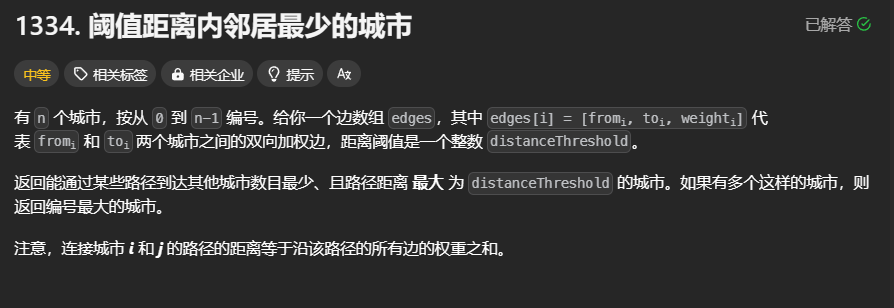 1334. 阈值距离内邻居最少的城市
已解答
中等 相关标签 相关企业 提示 A文
有 n 个城市，按从 0 到 n-1 编号。给你一个边数组 edges，其中 edges[i] = [fromᵢ, toᵢ, weightᵢ] 代
表 fromᵢ 和 toᵢ 两个城市之间的双向加权边，距离阈值是一个整数 distanceThreshold。
返回能通过某些路径到达其他城市数目最少、且路径距离 最大 为 distanceThreshold 的城市。如果有多个这样的城市，则
返回编号最大的城市。
注意，连接城市 i 和 j 的路径的距离等于沿该路径的所有边的权重之和。